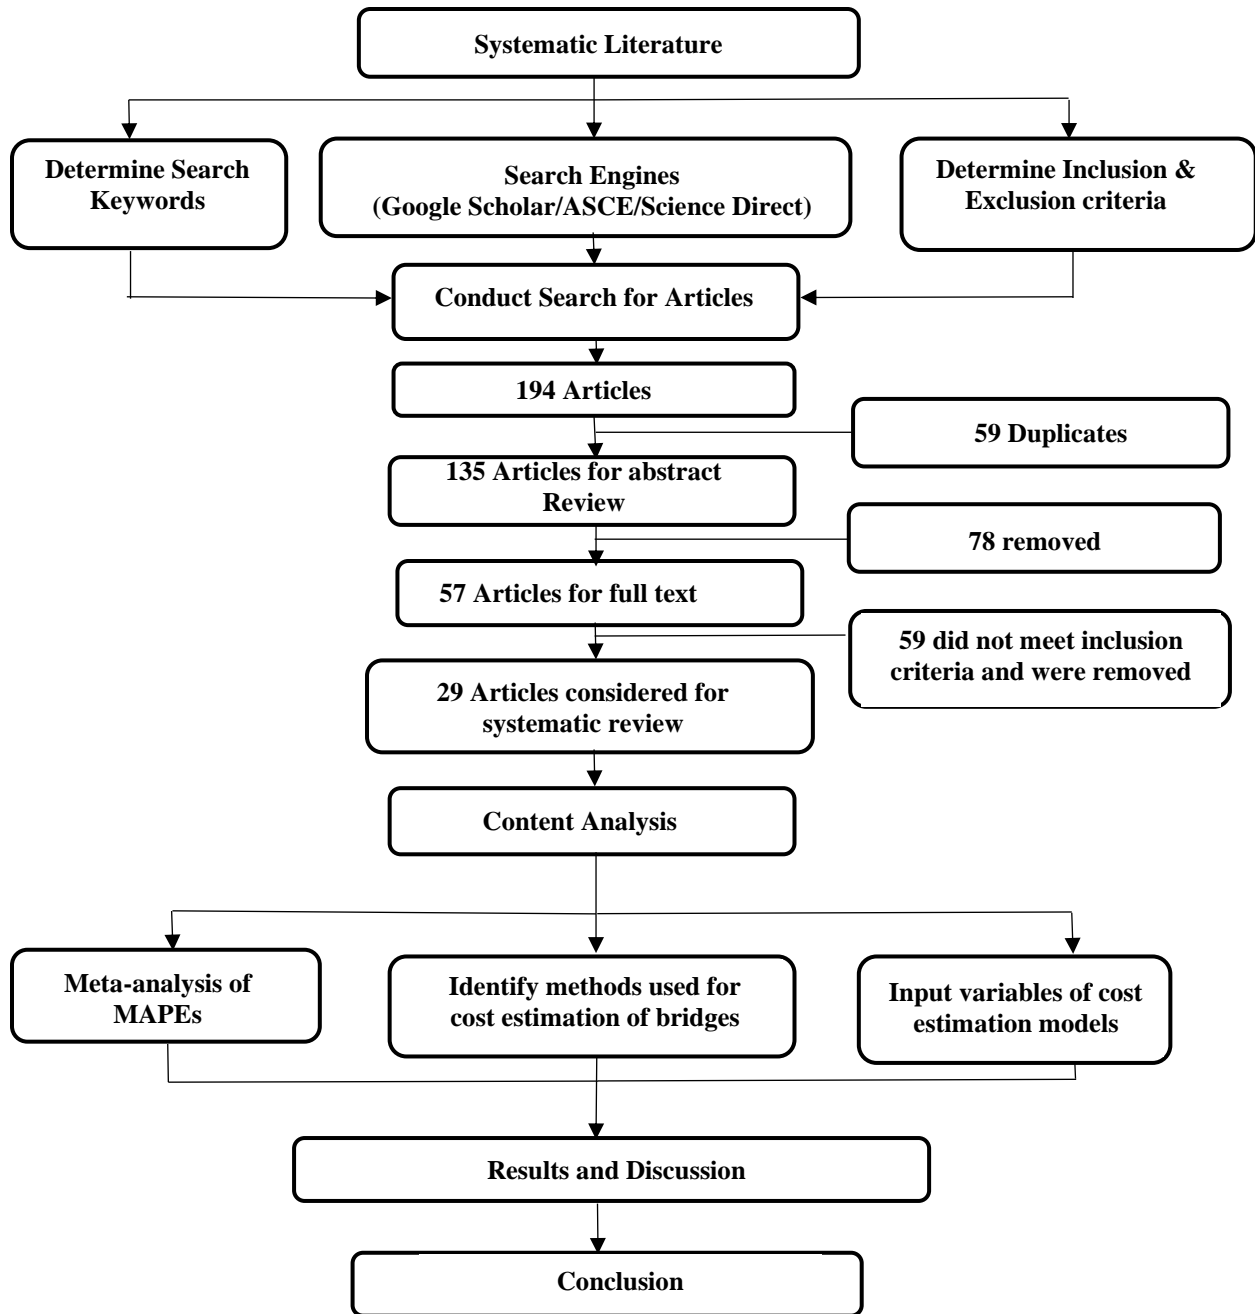 Systematic Literature
Determine Search
Keywords
Search Engines
(Google Scholar/ASCE/Science Direct)
Determine Inclusion &
Exclusion criteria
Conduct Search for Articles
194 Articles
59 Duplicates
135 Articles for abstract
Review
78 removed
57 Articles for full text
59 did not meet inclusion
criteria and were removed
29 Articles considered for
systematic review
Content Analysis
Meta-analysis of
MAPEs
Identify methods used for
cost estimation of bridges
Input variables of cost
estimation models
Results and Discussion
Conclusion